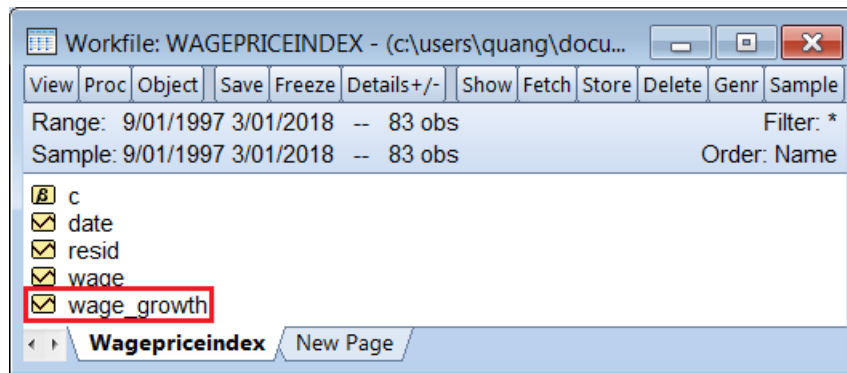 Workfile: WAGEPRICEINDEX - (c:\users\quang\docu...
View Proc Object Save Freeze Details+/- Show Fetch Store Delete Genr Sample
Range: 9/01/1997 3/01/2018 -- 83 obs Filter: *
Sample: 9/01/1997 3/01/2018 -- 83 obs Order: Name
β c
date
resid
wage
wage_growth
Wagepriceindex New Page